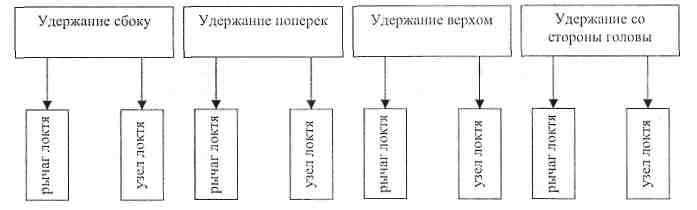 Удержание сбоку
Удержание поперек
Удержание верхом
Удержание со
стороны головы
рычаг локтя
узел локтя
рычаг локтя
узел локтя
рычаг локтя
узел локтя
рычаг локтя
узел локтя